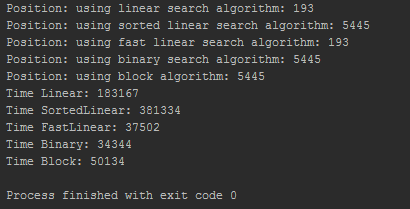 Position: using linear search algorithm: 193
Position: using sorted linear search algorithm: 5445
Position: using fast linear search algorithm: 193
Position: using binary search algorithm: 5445
Position: using block algorithm: 5445
Time Linear: 183167
Time SortedLinear: 381334
Time FastLinear: 37502
Time Binary: 34344
Time Block: 50134
Process finished with exit code 0